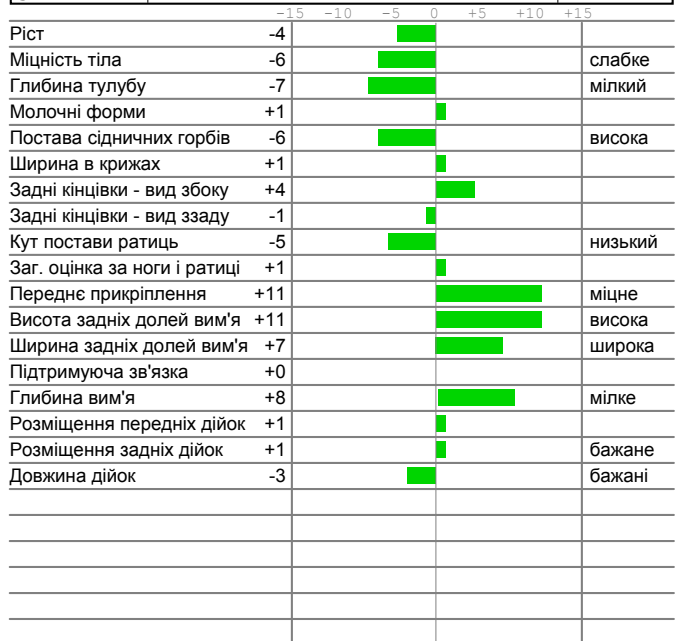 -15 -10 -5 0 +5 +10 +15
Ріст -4
Міцність тіла -6 слабке
Глибина тулубу -7 мілкий
Молочні форми +1
Постава сідничних горбів -6 висока
Ширина в крижах +1
Задні кінцівки - вид збоку +4
Задні кінцівки - вид ззаду -1
Кут постави ратиць -5 низький
Заг. оцінка за ноги і ратиці +1
Переднє прикріплення +11 міцне
Висота задніх долей вим'я +11 висока
Ширина задніх долей вим'я +7 широка
Підтримуюча зв'язка +0
Глибина вим'я +8 мілке
Розміщення передніх дійок +1
Розміщення задніх дійок +1 бажане
Довжина дійок -3 бажані